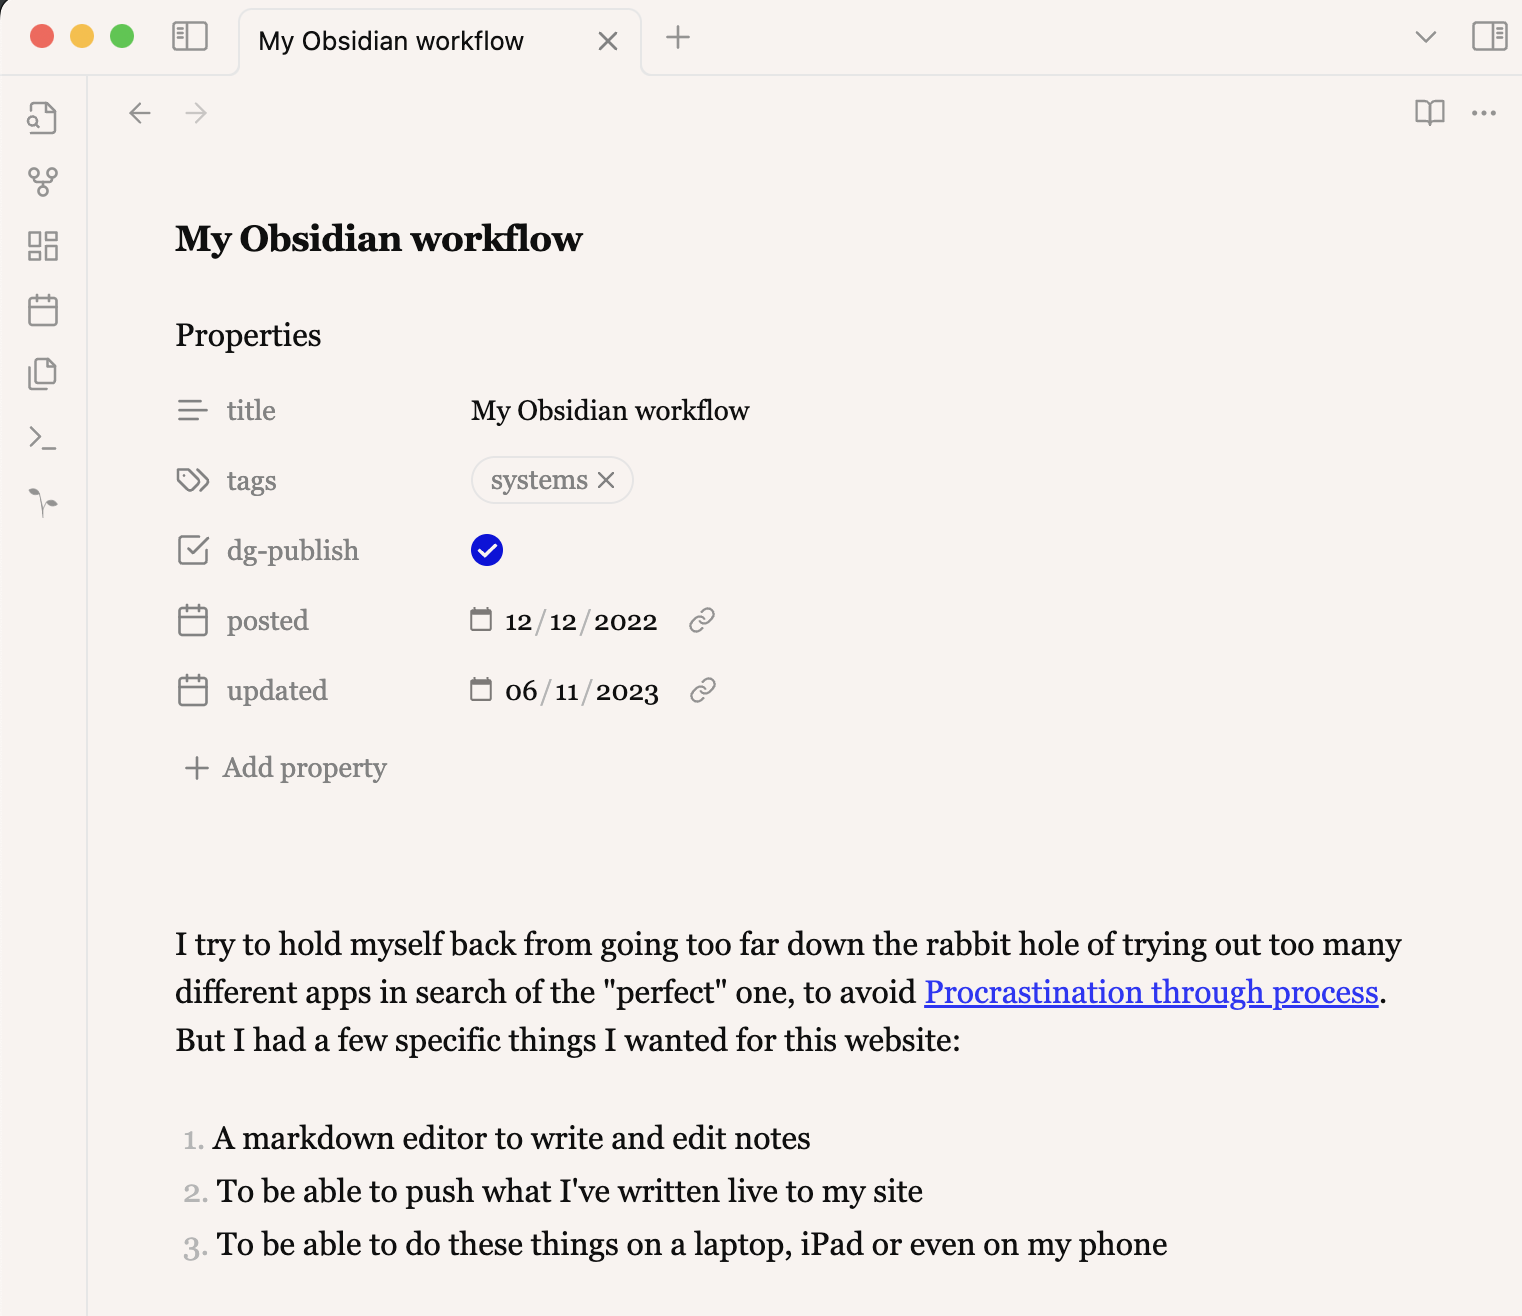 My Obsidian workflow
My Obsidian workflow
Properties
title My Obsidian workflow
tags systems
dg-publish
posted 12/12/2022
updated 06/11/2023
Add property
I try to hold myself back from going too far down the rabbit hole of trying out too many
different apps in search of the "perfect" one, to avoid Procrastination through process.
But I had a few specific things I wanted for this website:
1. A markdown editor to write and edit notes
2. To be able to push what I've written live to my site
3. To be able to do these things on a laptop, iPad or even on my phone